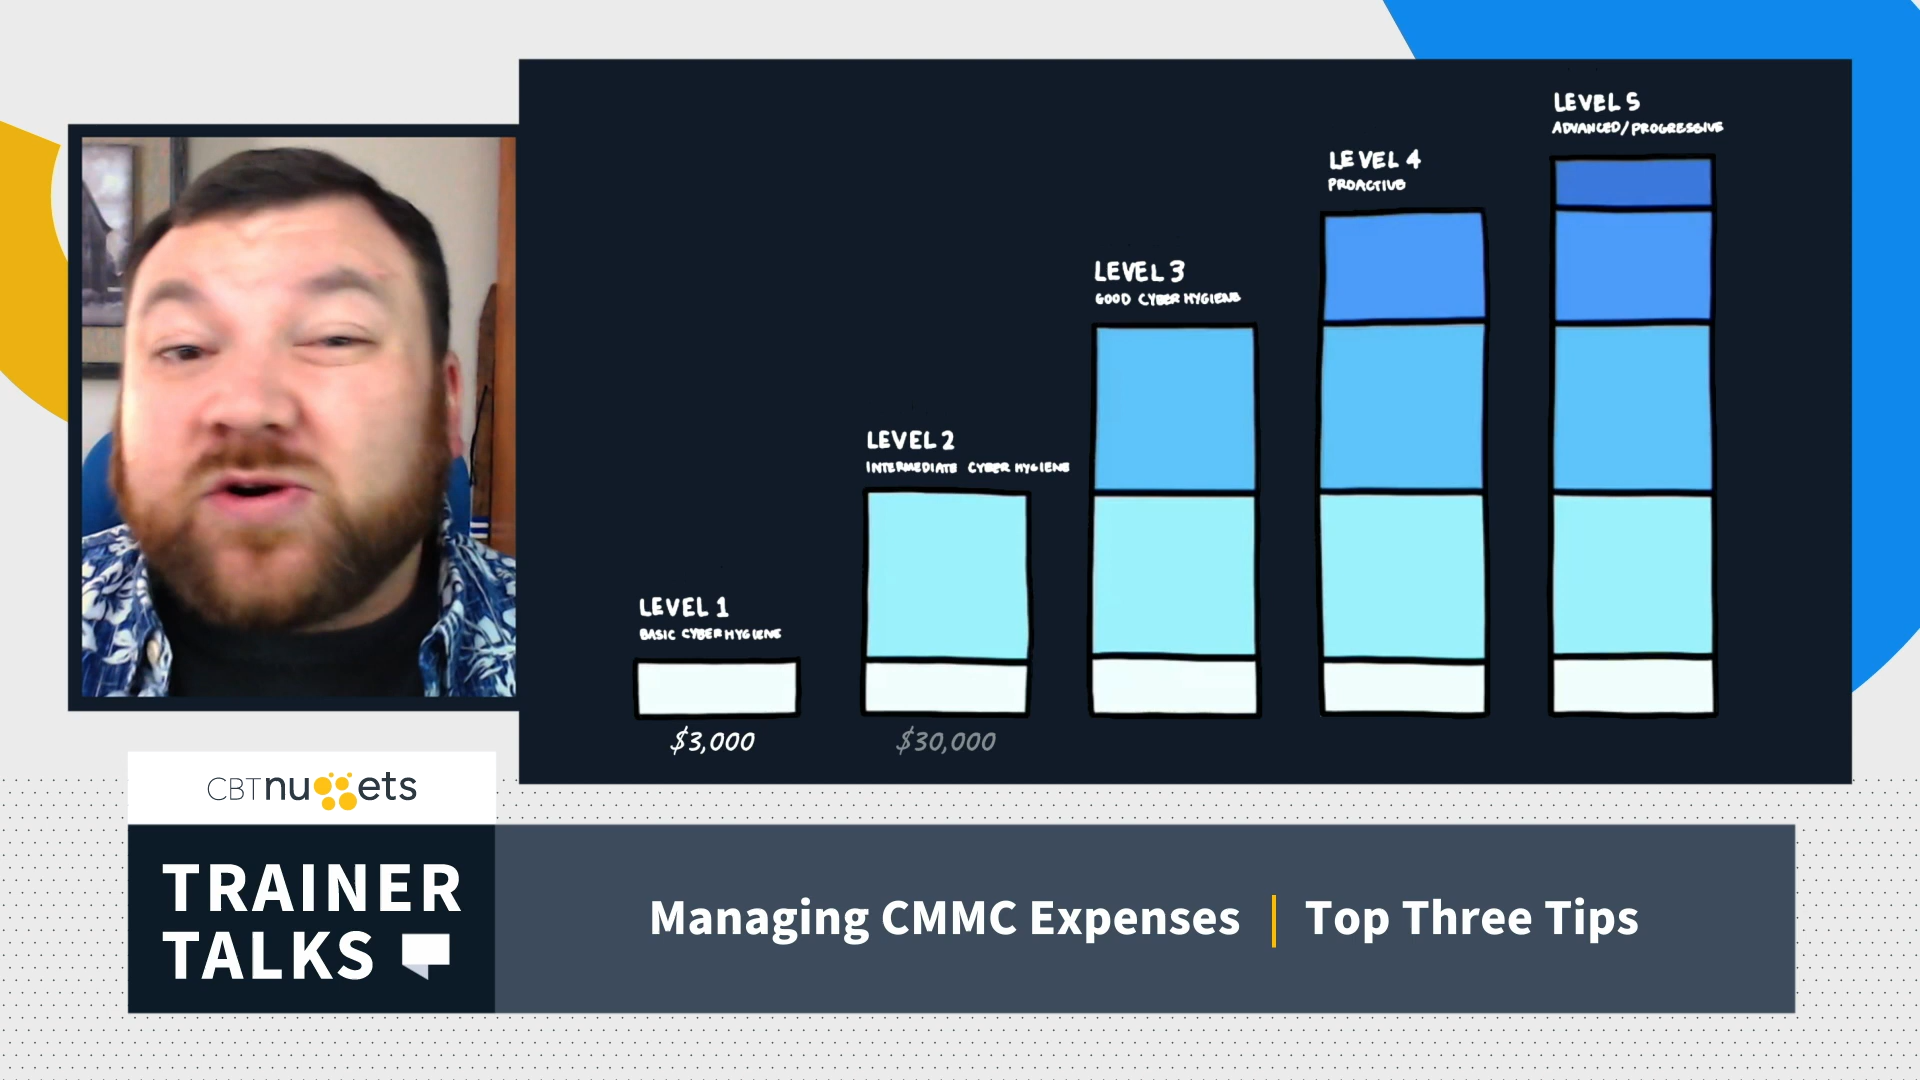 LEVEL 5
ADVANCED/PROGRESSIVE
LEVEL 4
PROACTIVE
LEVEL 3
GOOD CYBER HYGIENE
LEVEL 2
INTERMEDIATE CYBER HYGIENE
LEVEL 1
BASIC CYBER HYGIENE
$3,000
$30,000
CBTnuggets
TRAINER
TALKS
Managing CMMC Expenses | Top Three Tips